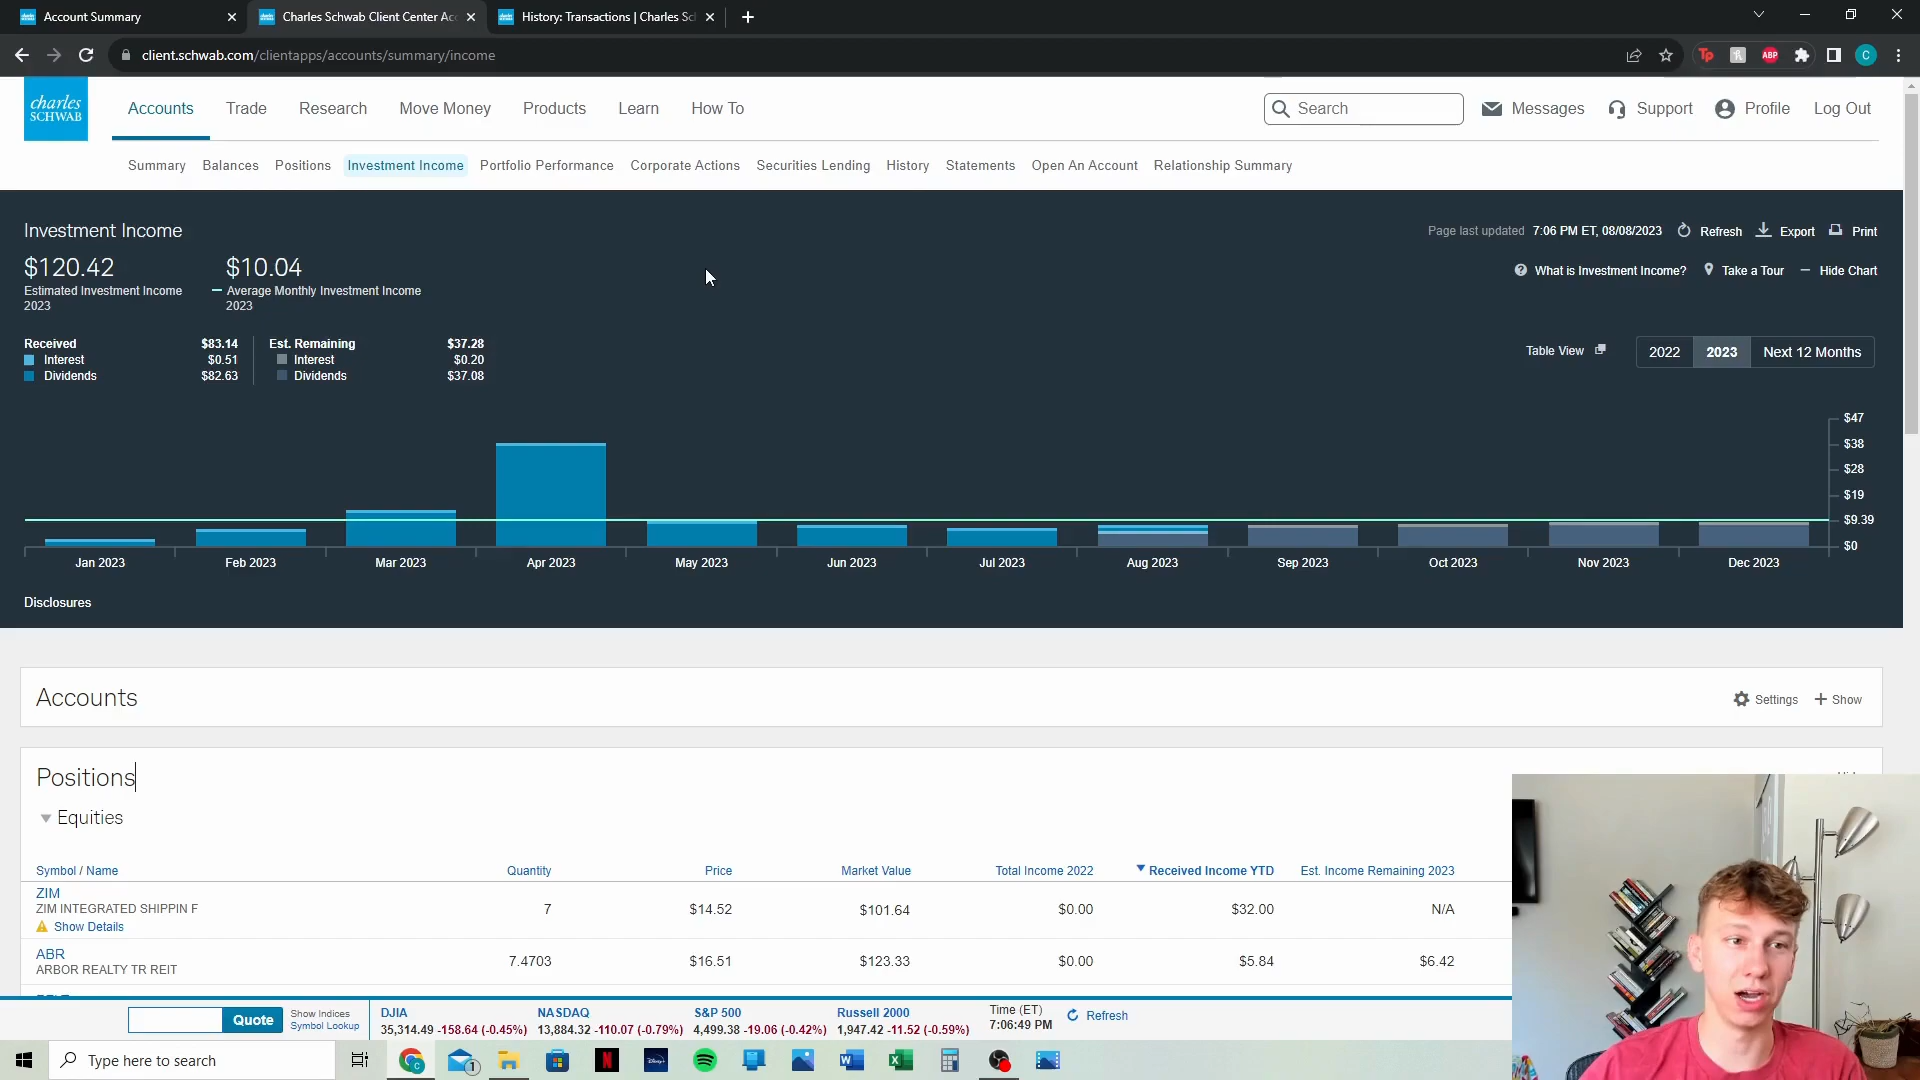 Account Summary
Charles Schwab Client Center Acc
History: Transactions | Charles Sc
client.schwab.com/clientapps/accounts/summary/income
charles SCHWAB
Accounts Trade Research Move Money Products Learn How To
Search
Messages Support Profile Log Out
Summary Balances Positions Investment Income Portfolio Performance Corporate Actions Securities Lending History Statements Open An Account Relationship Summary
Investment Income
Page last updated 7:06 PM ET, 08/08/2023 Refresh Export Print
$120.42 $10.04
What is Investment Income? Take a Tour Hide Chart
Estimated Investment Income Average Monthly Investment Income
2023 2023
Received $83.14 Est. Remaining $37.28
Interest $0.51 Interest $0.20
Dividends $82.63 Dividends $37.08
Table View 2022 2023 Next 12 Months
$47
$38
$28
$19
$9.39
$0
Jan 2023 Feb 2023 Mar 2023 Apr 2023 May 2023 Jun 2023 Jul 2023 Aug 2023 Sep 2023 Oct 2023 Nov 2023 Dec 2023
Disclosures
Accounts
Settings + Show
Positions
Equities
Symbol / Name Quantity Price Market Value Total Income 2022 Received Income YTD Est. Income Remaining 2023
ZIM
ZIM INTEGRATED SHIPPIN F 7 $14.52 $101.64 $0.00 $32.00 N/A
Show Details
ABR
ARBOR REALTY TR REIT 7.4703 $16.51 $123.33 $0.00 $5.84 $6.42
Quote
Show Indices
Symbol Lookup
DJIA NASDAQ S&P 500 Russell 2000 Time (ET) Refresh
35,314.49 -158.64 (-0.45%) 13,884.32 -110.07 (-0.79%) 4,499.38 -19.06 (-0.42%) 1,947.42 -11.52 (-0.59%) 7:06:49 PM
Type here to search